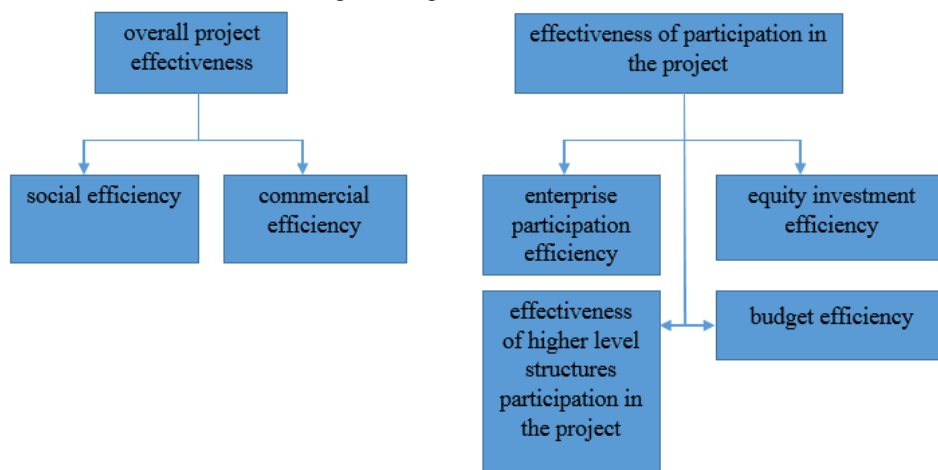 overall project
effectiveness
effectiveness of participation in
the project
social efficiency
commercial
efficiency
enterprise
participation
efficiency
equity investment
efficiency
effectiveness
of higher level
structures
participation in
the project
budget efficiency